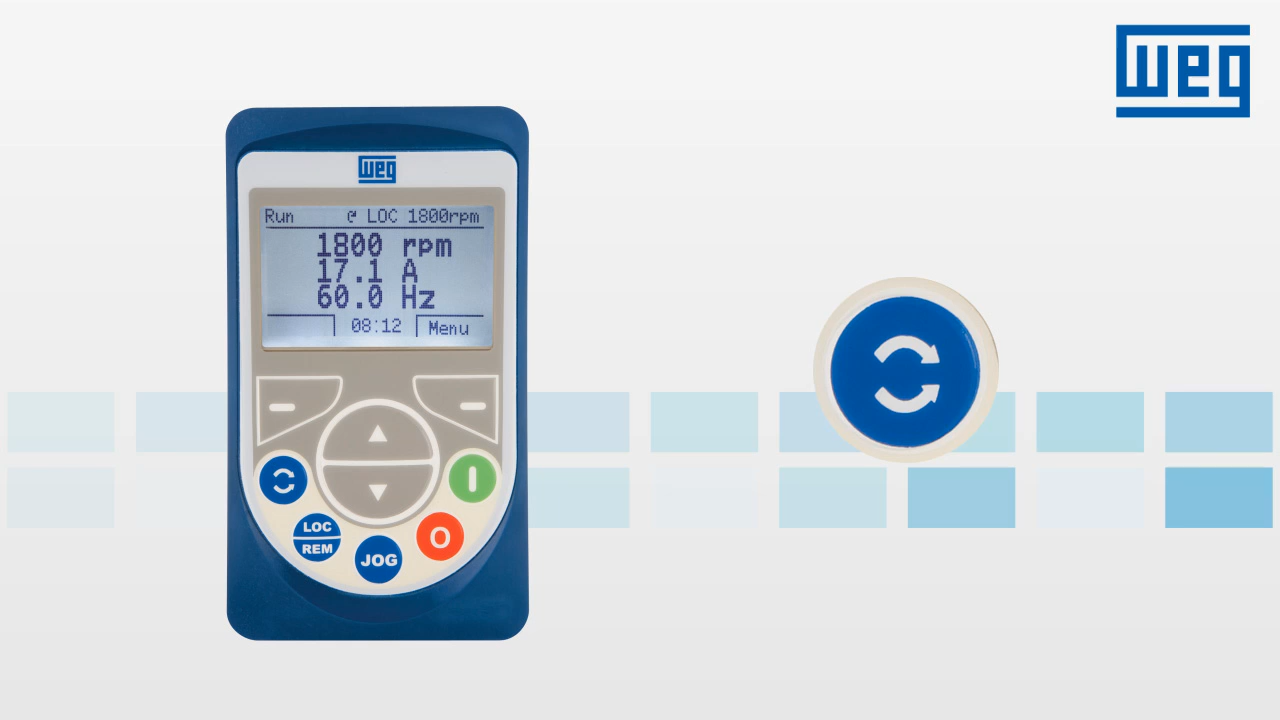 weg
weg
Run LOC 1800rpm
1800 rpm
17.1 A
60.0 Hz
08:12 Menu
LOC
REM
JOG
O